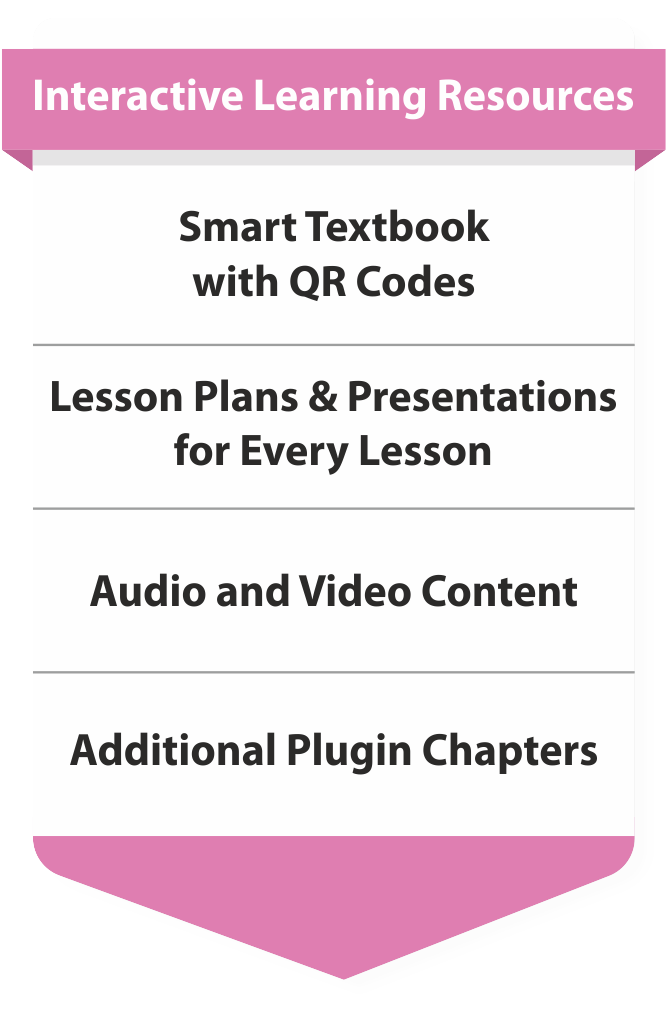 Interactive Learning Resources
Smart Textbook
with QR Codes
Lesson Plans & Presentations
for Every Lesson
Audio and Video Content
Additional Plugin Chapters